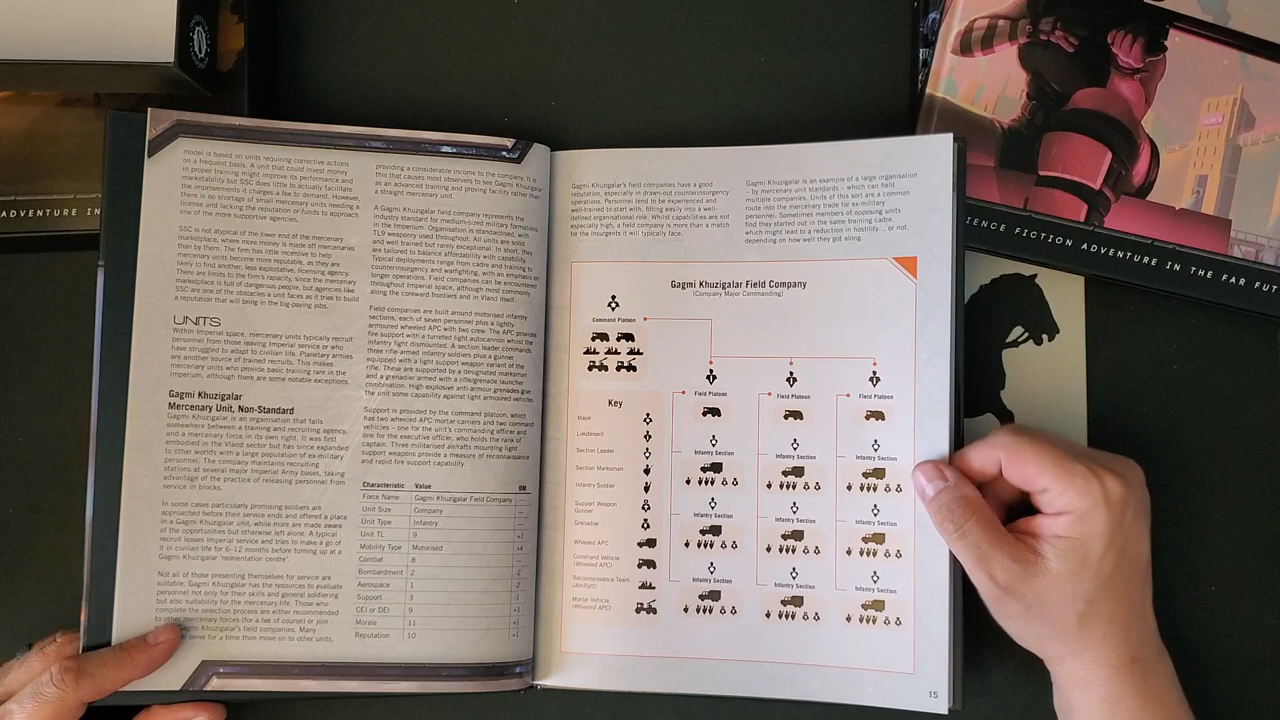 ADVENTURE IN
model is based on units requiring corrective actions
on a frequent basis. A unit that could invest money
in proper training might improve its performance and
marketability but SSC does little to actually facilitate
the improvements it charges a fee to demand. However,
there is no shortage of small mercenary units needing a
license and lacking the reputation or funds to approach
one of the more supportive agencies.
SSC is not atypical of the lower end of the mercenary
marketplace, where more money is made off mercenaries
than by them. The firm has little incentive to help
mercenary units become more reputable, as they are
likely to find another, less exploitative, licensing agency.
There are limits to the firm's rapacity, since the mercenary
marketplace is full of dangerous people, but agencies like
SSC are one of the obstacles a unit faces as it tries to build
a reputation that will bring in the big-paying jobs.
UNITS
Within Imperial space, mercenary units typically recruit
personnel from those leaving Imperial service or who
have struggled to adapt to civilian life. Planetary armies
are another source of trained recruits. This makes
mercenary units who provide basic training rare in the
Imperium, although there are some notable exceptions.
Gagmi Khuzigalar
Mercenary Unit, Non-Standard
Gagmi Khuzigalar is an organisation that falls
somewhere between a training and recruiting agency,
and a mercenary force in its own right. It was first
embodied in the Vland sector but has since expanded
to other worlds with a large population of ex-military
personnel. The company maintains recruiting
stations at several major Imperial Army bases, taking
advantage of the practice of releasing personnel from
service in blocks.
In some cases particularly promising soldiers are
approached before their service ends and offered a place
in a Gagmi Khuzigalar unit, while more are made aware
of the opportunities but otherwise left alone. A typical
recruit leaves Imperial service and tries to make a go of
it in civilian life for 6–12 months before turning up at a
Gagmi Khuzigalar 'reorientation centre'.
Not all of those presenting themselves for service are
suitable. Gagmi Khuzigalar has the resources to evaluate
personnel not only for their skills and general soldiering
but also suitability for the mercenary life. Those who
complete the selection process are either recommended
to other mercenary forces (for a fee of course) or join
Gagmi Khuzigalar's field companies. Many
serve for a time then move on to other units,
providing a considerable income to the company. It is
this that causes most observers to see Gagmi Khuzigalar
as an advanced training and proving facility rather than
a straight mercenary unit.
A Gagmi Khuzigalar field company represents the
industry standard for medium-sized military formations
in the Imperium. Organisation is standardised, with
TL9 weaponry used throughout. All units are solid
and well trained but rarely exceptional. In short, they
are tailored to balance affordability with capability.
Typical deployments range from cadre and training to
counterinsurgency and warfighting, with an emphasis on
longer operations. Field companies can be encountered
throughout Imperial space, although most commonly
along the coreward frontiers and in Vland itself.
Field companies are built around motorised infantry
sections, each of seven personnel plus a lightly-
armoured wheeled APC with two crew. The APC provides
fire support with a turreted light autocannon whilst the
infantry fight dismounted. A section leader commands
three rifle-armed infantry soldiers plus a gunner
equipped with a light support weapon variant of the
rifle. These are supported by a designated marksman
and a grenadier armed with a rifle/grenade launcher
combination. High explosive anti-armour grenades give
the unit some capability against light armoured vehicles.
Support is provided by the command platoon, which
has two wheeled APC mortar carriers and two command
vehicles – one for the unit's commanding officer and
one for the executive officer, who holds the rank of
captain. Three militarised air/rafts mounting light
support weapons provide a measure of reconnaissance
and rapid fire support capability.
Characteristic Value DM
Force Name Gagmi Khuzigalar Field Company —
Unit Size Company —
Unit Type Infantry —
Unit TL 9 +1
Mobility Type Motorised +4
Combat 8 —
Bombardment 2 -2
Aerospace 1 -2
Support 3 -1
CEI or DEI 9 +1
Morale 11 +1
Reputation 10 +1
Gagmi Khuzigalar's field companies have a good
reputation, especially in drawn-out counterinsurgency
operations. Personnel tend to be experienced and
well-trained to start with, fitting easily into a well-
defined organisational role. Whilst capabilities are not
especially high, a field company is more than a match
for the insurgents it will typically face.
Gagmi Khuzigalar is an example of a large organisation
– by mercenary unit standards – which can field
multiple companies. Units of this sort are a common
route into the mercenary trade for ex-military
personnel. Sometimes members of opposing units
find they started out in the same training cadre,
which might lead to a reduction in hostility... or not,
depending on how well they got along.
Gagmi Khuzigalar Field Company
(Company Major Commanding)
Command Platoon
Field Platoon
Field Platoon
Field Platoon
Infantry Section
Infantry Section
Infantry Section
Infantry Section
Infantry Section
Infantry Section
Infantry Section
Infantry Section
Infantry Section
Key
Major
Lieutenant
Section Leader
Section Marksman
Infantry Soldier
Support Weapon
Gunner
Grenadier
Wheeled APC
Command Vehicle
(Wheeled APC)
Reconnaissance Team
(Air/Raft)
Mortar Vehicle
(Wheeled APC)
15
IENCE FICTION ADVENTURE IN THE FAR FUT